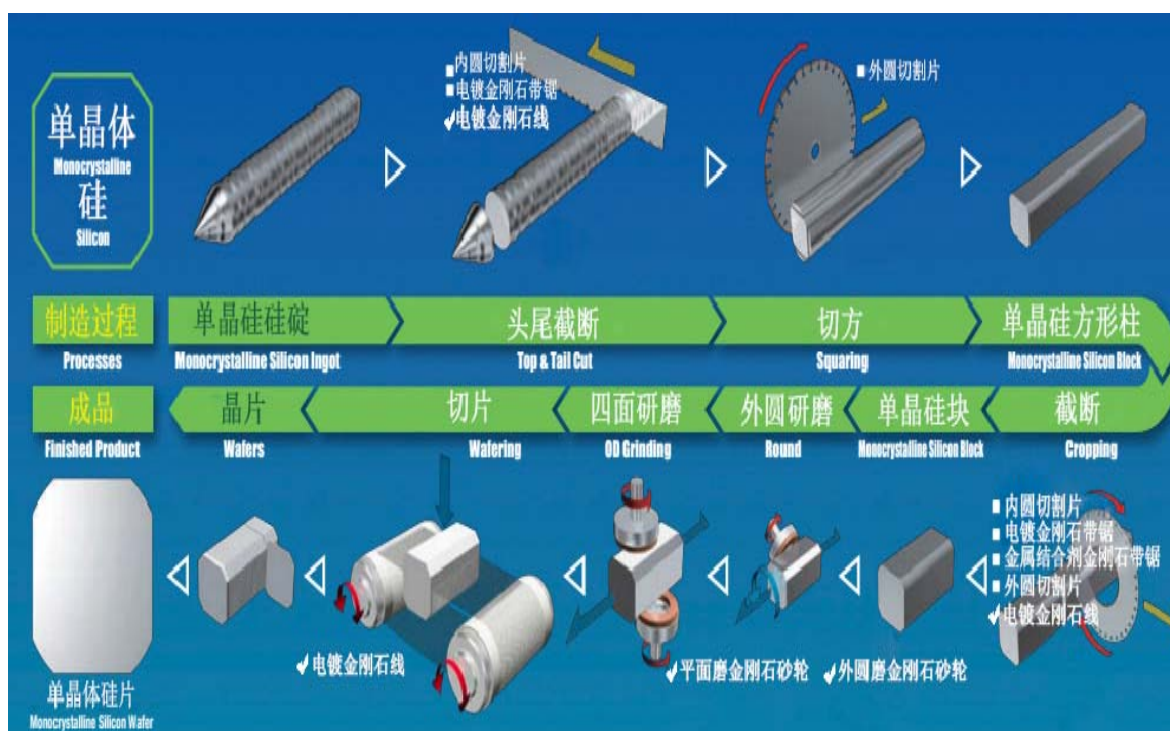 单晶体
Monocrystalline
硅
Silicon
■内圆切割片
■电镀金刚石带锯
✓电镀金刚石线
■外圆切割片
制造过程
Processes
单晶硅硅碇
Monocrystalline Silicon Ingot
头尾截断
Top & Tail Cut
切方
Squaring
单晶硅方形柱
Monocrystalline Silicon Block
成品
Finished Product
晶片
Wafers
切片
Wafering
四面研磨
OD Grinding
外圆研磨
Round
单晶硅块
Monocrystalline Silicon Block
截断
Cropping
■内圆切割片
■电镀金刚石带锯
■金属结合剂金刚石带锯
■外圆切割片
✓电镀金刚石线
✓电镀金刚石线
✓平面磨金刚石砂轮
✓外圆磨金刚石砂轮
单晶体硅片
Monocrystalline Silicon Wafer